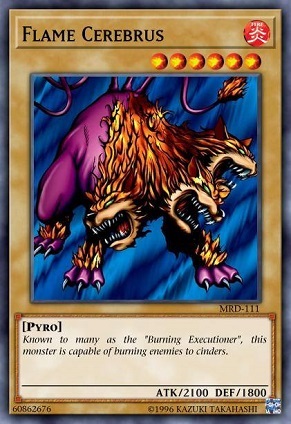 Flame Cerebrus
FIRE
炎
MRD-111
[Pyro]
Known to many as the "Burning Executioner", this
monster is capable of burning enemies to cinders.
ATK/2100 DEF/1800
60862676
©1996 KAZUKI TAKAHASHI